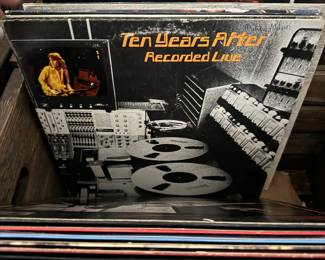 Ten Years After
Recorded Live